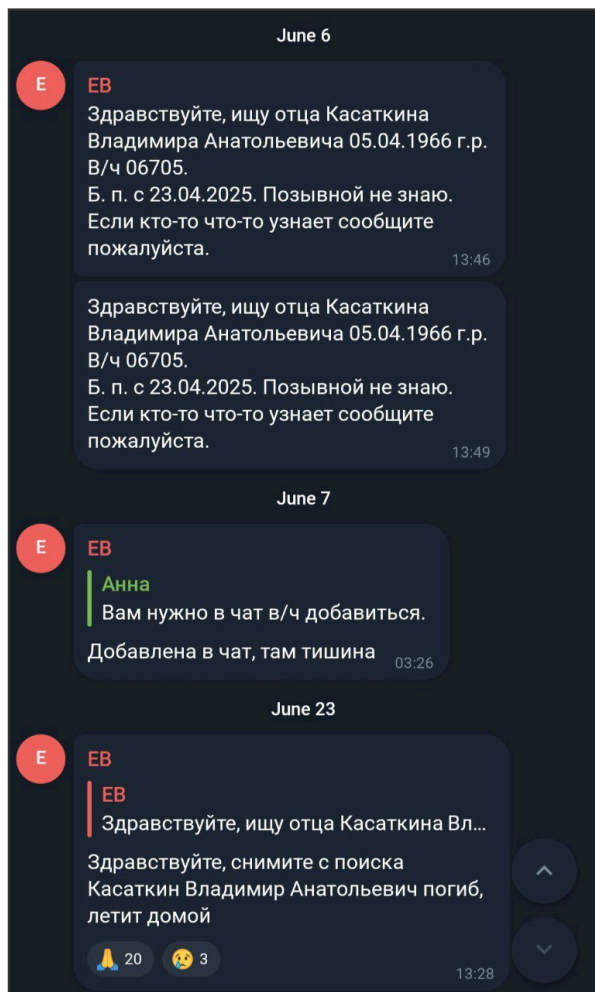 June 6
E
ЕВ
Здравствуйте, ищу отца Касаткина
Владимира Анатольевича 05.04.1966 г.р.
В/ч 06705.
Б. п. с 23.04.2025. Позывной не знаю.
Если кто-то что-то узнает сообщите
пожалуйста.
13:46
Здравствуйте, ищу отца Касаткина
Владимира Анатольевича 05.04.1966 г.р.
В/ч 06705.
Б. п. с 23.04.2025. Позывной не знаю.
Если кто-то что-то узнает сообщите
пожалуйста.
13:49
June 7
E
ЕВ
Анна
Вам нужно в чат в/ч добавиться.
Добавлена в чат, там тишина
03:26
June 23
E
ЕВ
ЕВ
Здравствуйте, ищу отца Касаткина Вл...
Здравствуйте, снимите с поиска
Касаткин Владимир Анатольевич погиб,
летит домой
🙏 20 😢 3
13:28